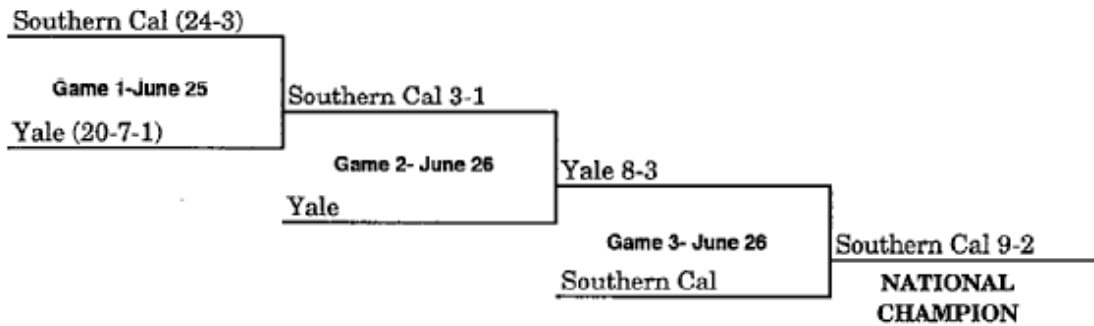 Southern Cal (24-3)
Game 1-June 25
Southern Cal 3-1
Yale (20-7-1)
Game 2- June 26
Yale 8-3
Yale
Game 3- June 26
Southern Cal 9-2
Southern Cal
NATIONAL
CHAMPION